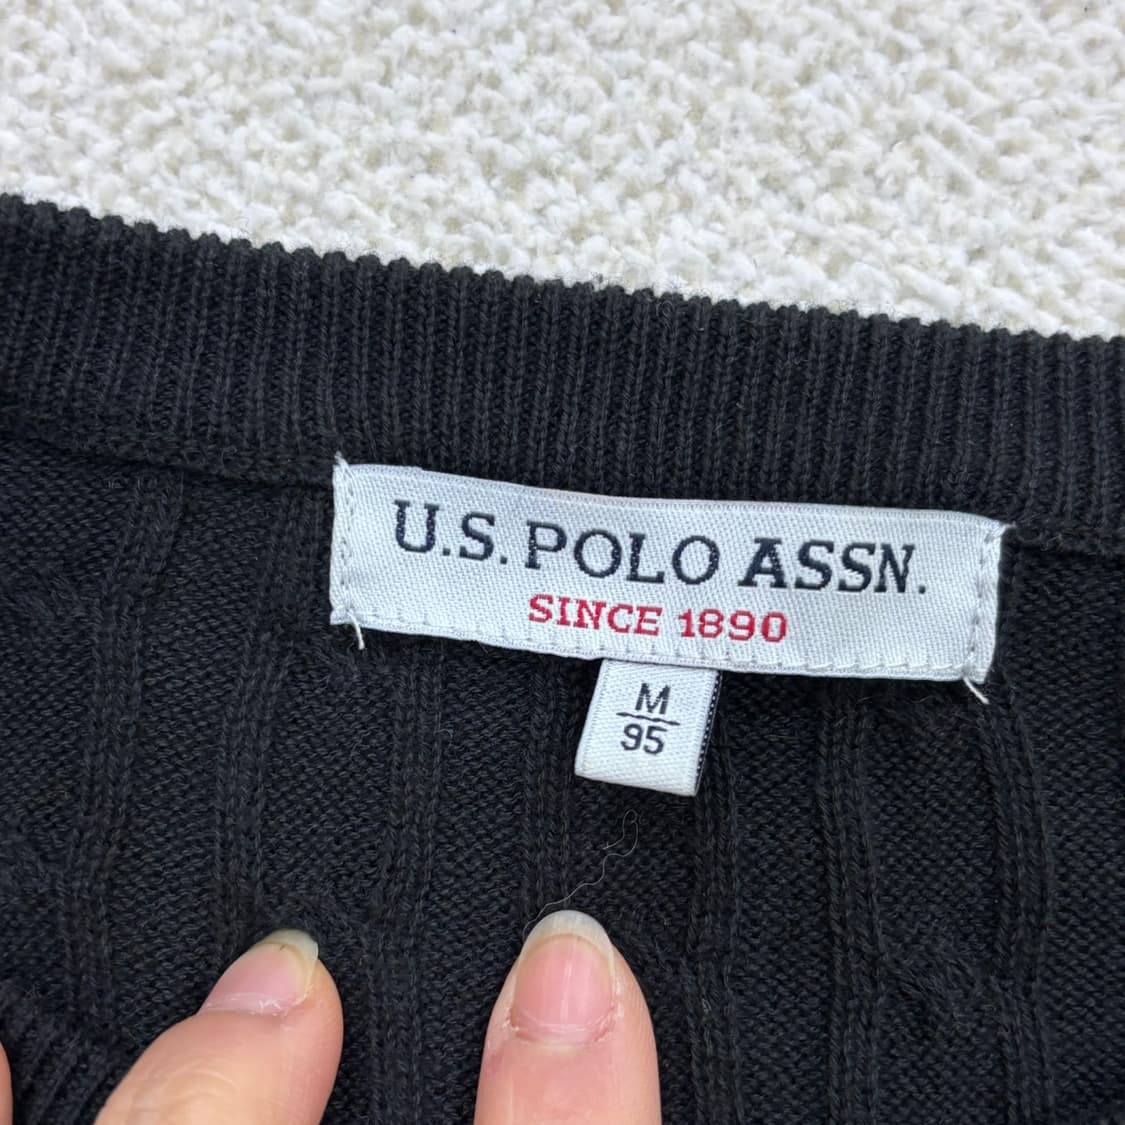 U.S. POLO ASSN.
SINCE 1890
M
95